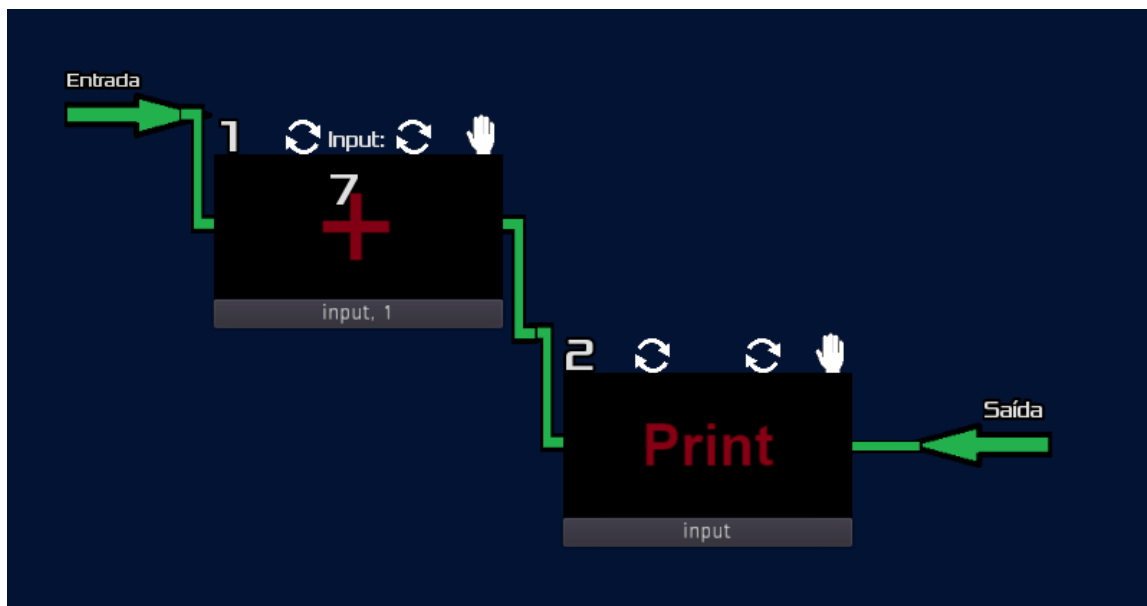 Entrada
1 Input:
7
+
input, 1
2
Print
input
Saída